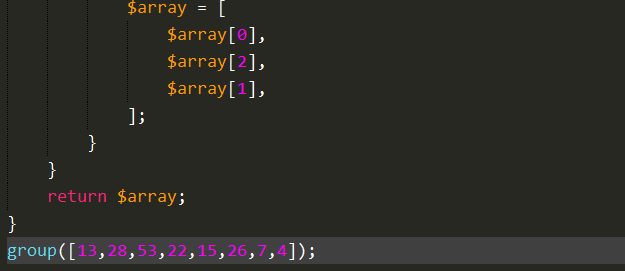 $array = [
$array[0],
$array[2],
$array[1],
];
}
}
return $array;
}
group([13,28,53,22,15,26,7,4]);